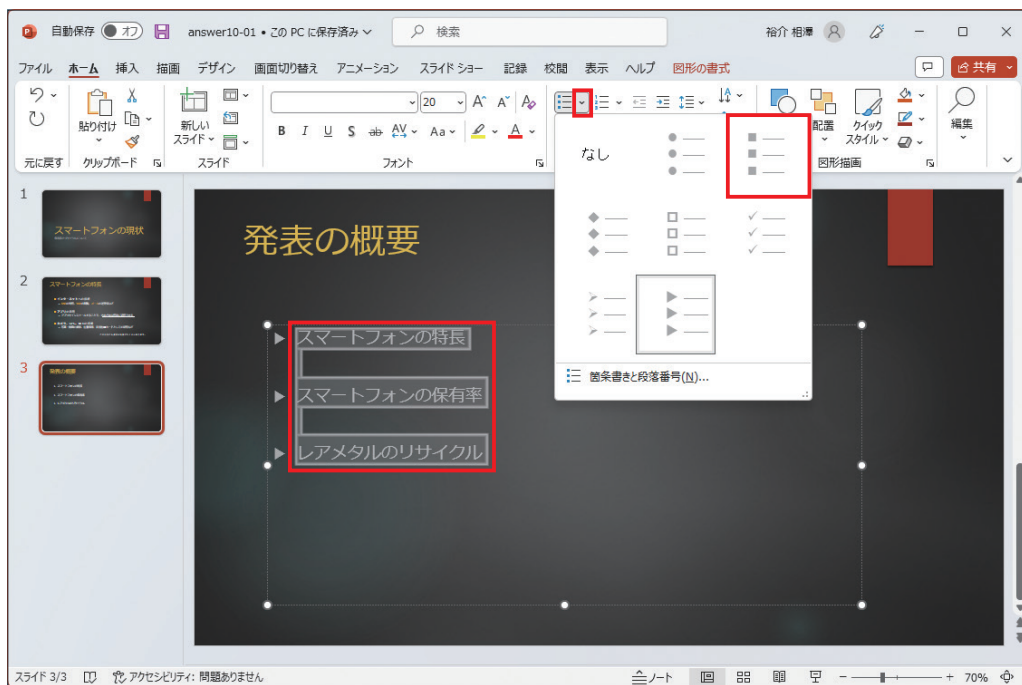 自動保存 オフ answer10-01 • この PC に保存済み 検索 裕介 相澤
ファイル ホーム 挿入 描画 デザイン 画面切り替え アニメーション スライド ショー 記録 校閲 表示 ヘルプ 図形の書式 共有
貼り付け 新しい スライド 20 B I U S ab AV Aa A 配置 クイック スタイル 編集
元に戻す クリップボード スライド フォント 図形描画
なし
箇条書きと段落番号(N)...
1
スマートフォンの現状
2
スマートフォンの特長
3
発表の概要
発表の概要
スマートフォンの特長
スマートフォンの保有率
レアメタルのリサイクル
スライド 3/3 アクセシビリティ: 問題ありません ノート 70%